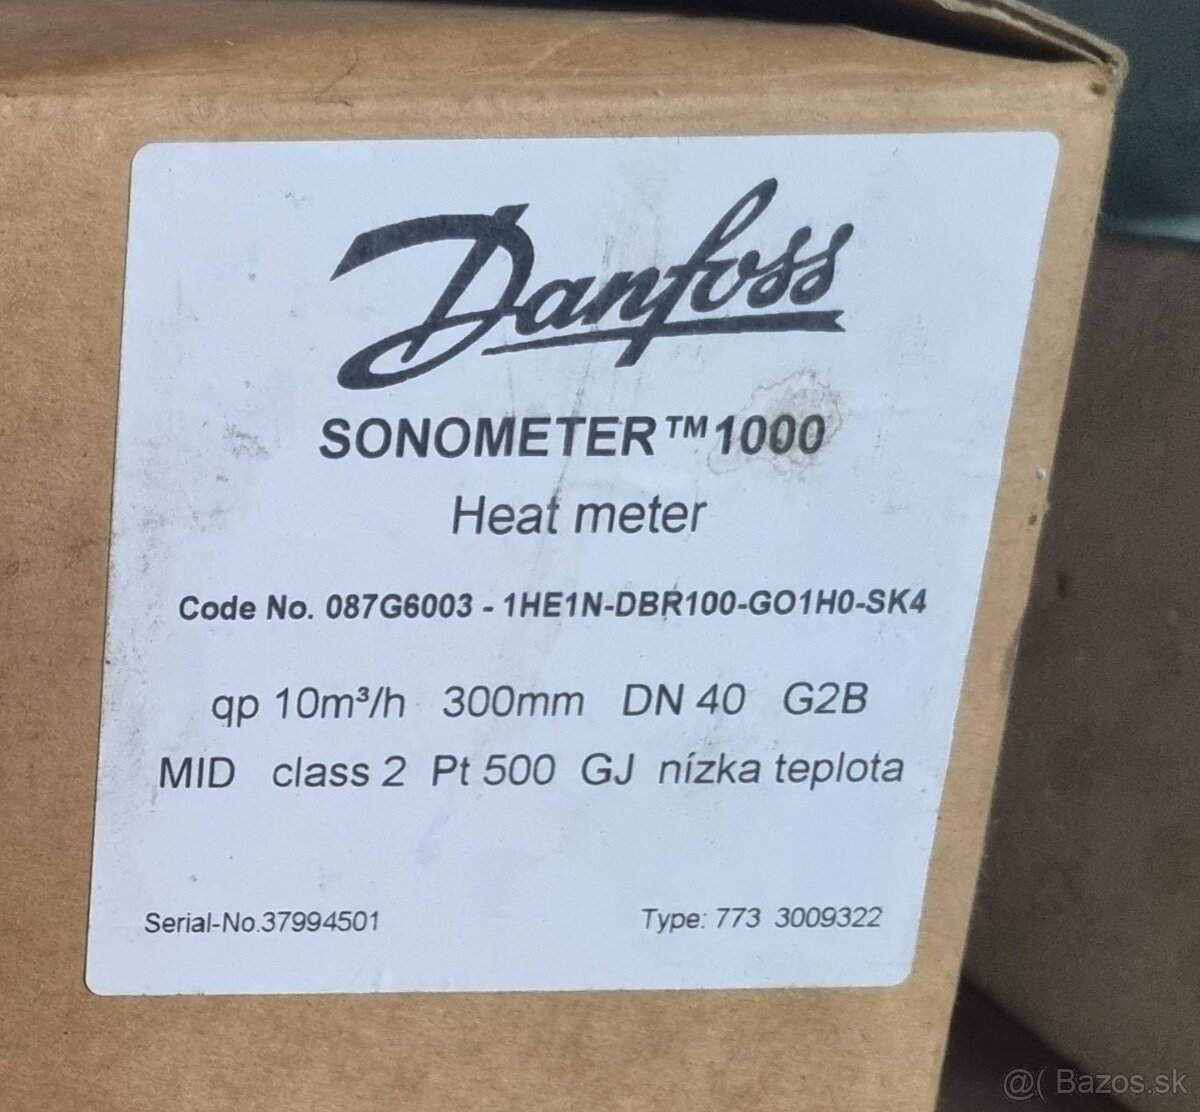 Danfoss
SONOMETER™1000
Heat meter
Code No. 087G6003 - 1HE1N-DBR100-GO1H0-SK4
qp 10m³/h 300mm DN 40 G2B
MID class 2 Pt 500 GJ nízka teplota
Serial-No.37994501 Type: 773 3009322
@( Bazos.sk